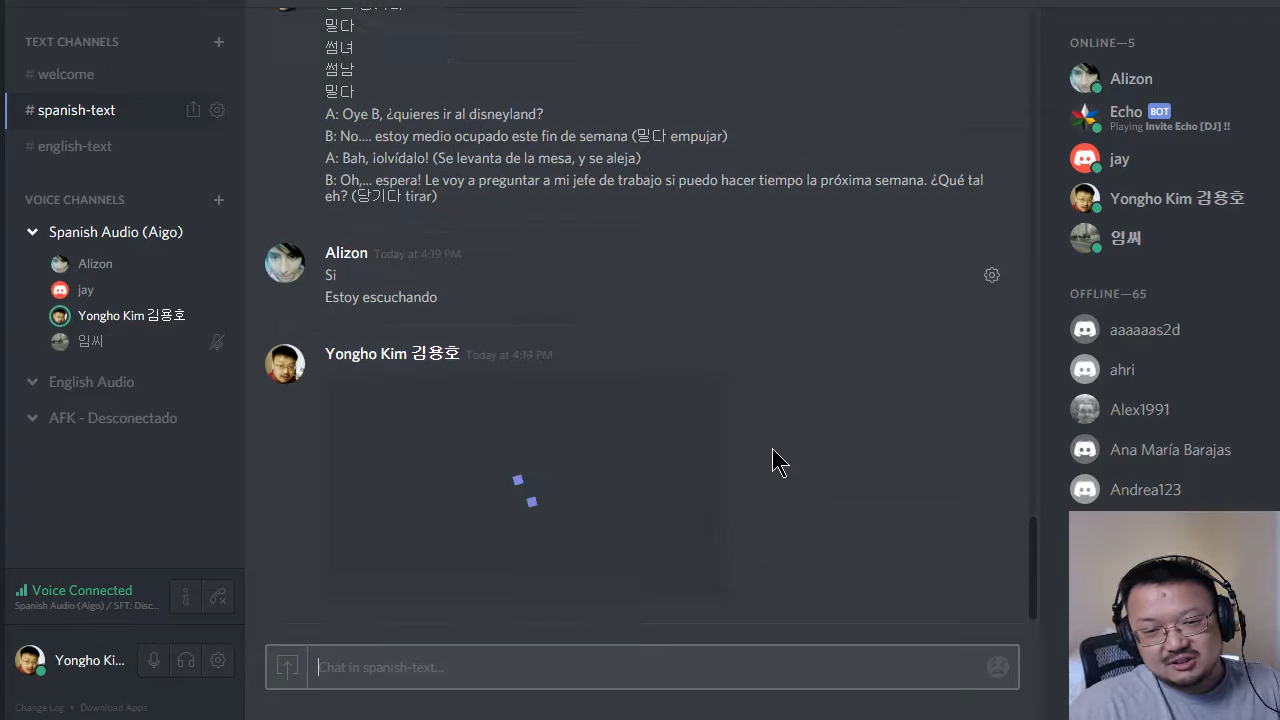 TEXT CHANNELS
# welcome
# spanish-text
# english-text
VOICE CHANNELS
Spanish Audio (Aigo)
Alizon
jay
Yongho Kim 김용호
임씨
English Audio
AFK - Desconectado
Voice Connected
Spanish Audio (Aigo) / SFT: Disc...
Yongho Ki...
Change Log • Download Apps
밀다
썸녀
썸남
밀다
A: Oye B, ¿quieres ir al disneyland?
B: No.... estoy medio ocupado este fin de semana (밀다 empujar)
A: Bah, ¡olvídalo! (Se levanta de la mesa, y se aleja)
B: Oh,... espera! Le voy a preguntar a mi jefe de trabajo si puedo hacer tiempo la próxima semana. ¿Qué tal
eh? (당기다 tirar)
Alizon Today at 4:19 PM
Si
Estoy escuchando
Yongho Kim 김용호 Today at 4:19 PM
Chat in spanish-text...
ONLINE—5
Alizon
Echo BOT
Playing Invite Echo [DJ] !!
jay
Yongho Kim 김용호
임씨
OFFLINE—65
aaaaaas2d
ahri
Alex1991
Ana María Barajas
Andrea123